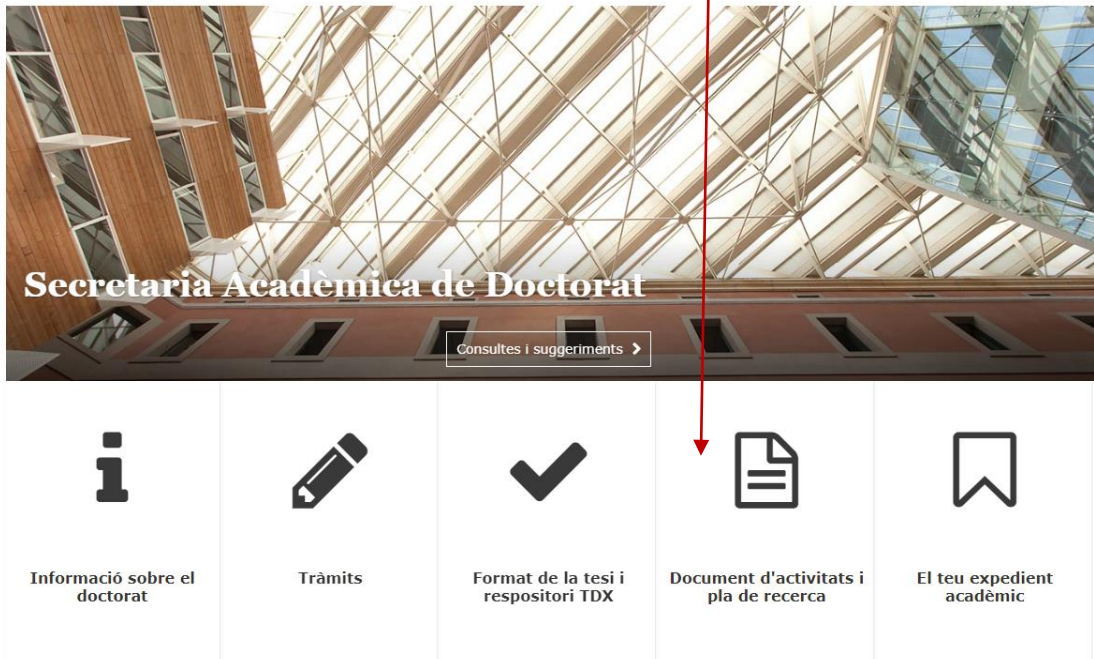 Secretaria Acadèmica de Doctorat
Consultes i suggeriments
Informació sobre el
doctorat
Tràmits
Format de la tesi i
respositori TDX
Document d'activitats i
pla de recerca
El teu expedient
acadèmic